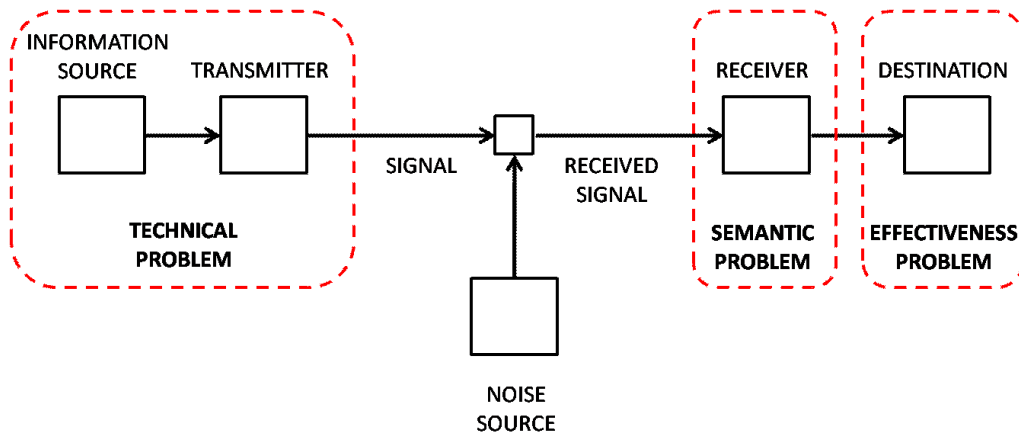 INFORMATION
SOURCE
TRANSMITTER
RECEIVER
DESTINATION
SIGNAL
RECEIVED
SIGNAL
TECHNICAL
PROBLEM
SEMANTIC
PROBLEM
EFFECTIVENESS
PROBLEM
NOISE
SOURCE